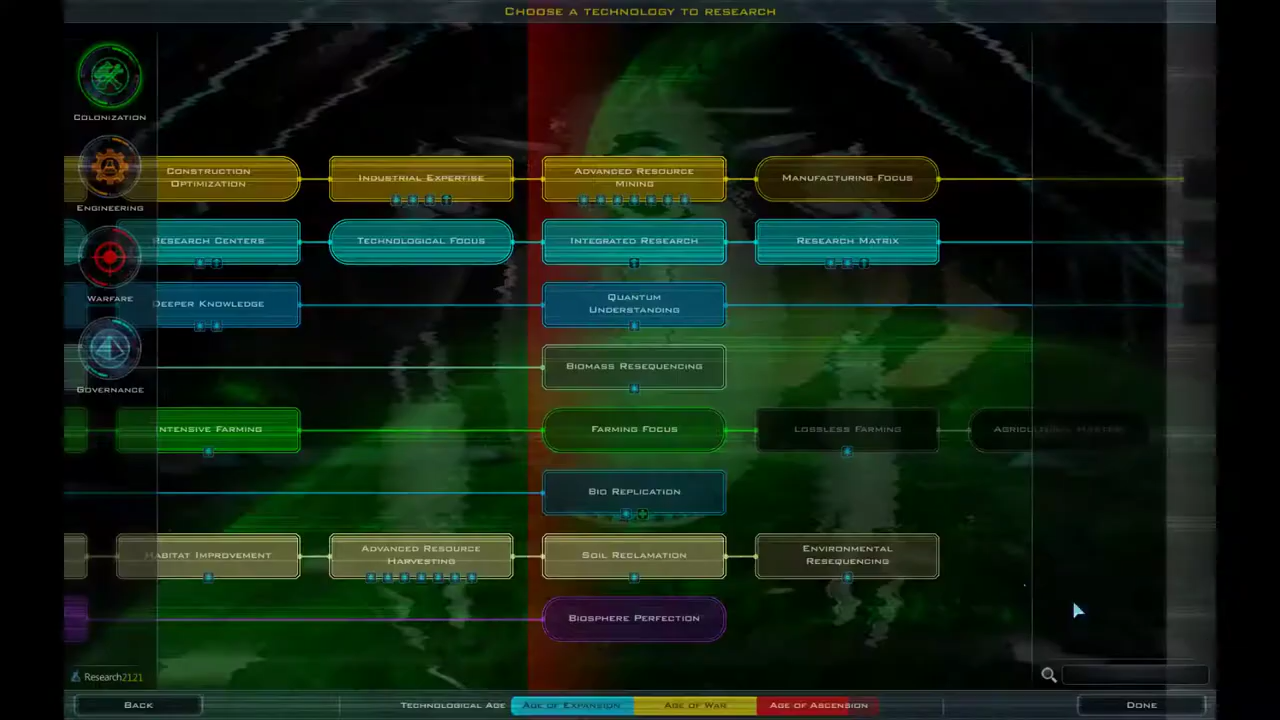 Choose a technology to research
Colonization
Engineering
Warfare
Governance
Construction
Optimization
Industrial Expertise
Advanced Resource
Mining
Manufacturing Focus
Research Centers
Technological Focus
Integrated Research
Research Matrix
Deeper Knowledge
Quantum
Understanding
Biomass Resequencing
Intensive Farming
Farming Focus
Lossless Farming
Bio Replication
Habitat Improvement
Advanced Resource
Harvesting
Soil Reclamation
Environmental
Resequencing
Biosphere Perfection
Research2121
Back
Technological Age
Age of Expansion
Age of War
Age of Ascension
Done